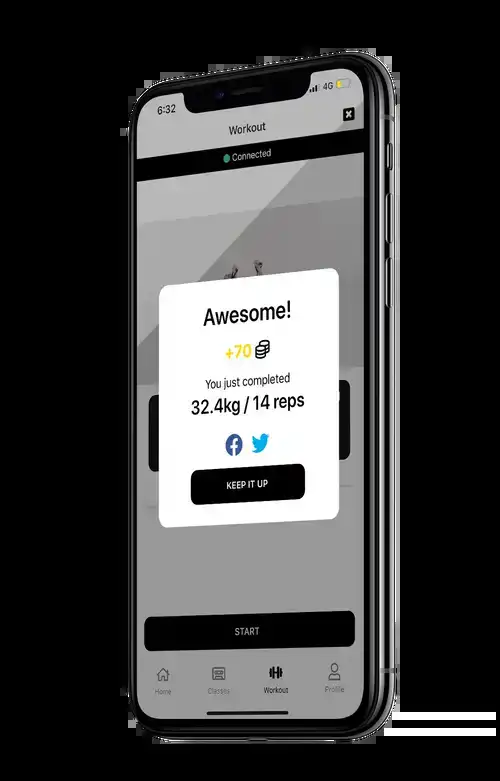 6:32
4G
Workout
Connected
Awesome!
+70
You just completed
32.4kg / 14 reps
KEEP IT UP
START
Home
Classes
Workout
Profile